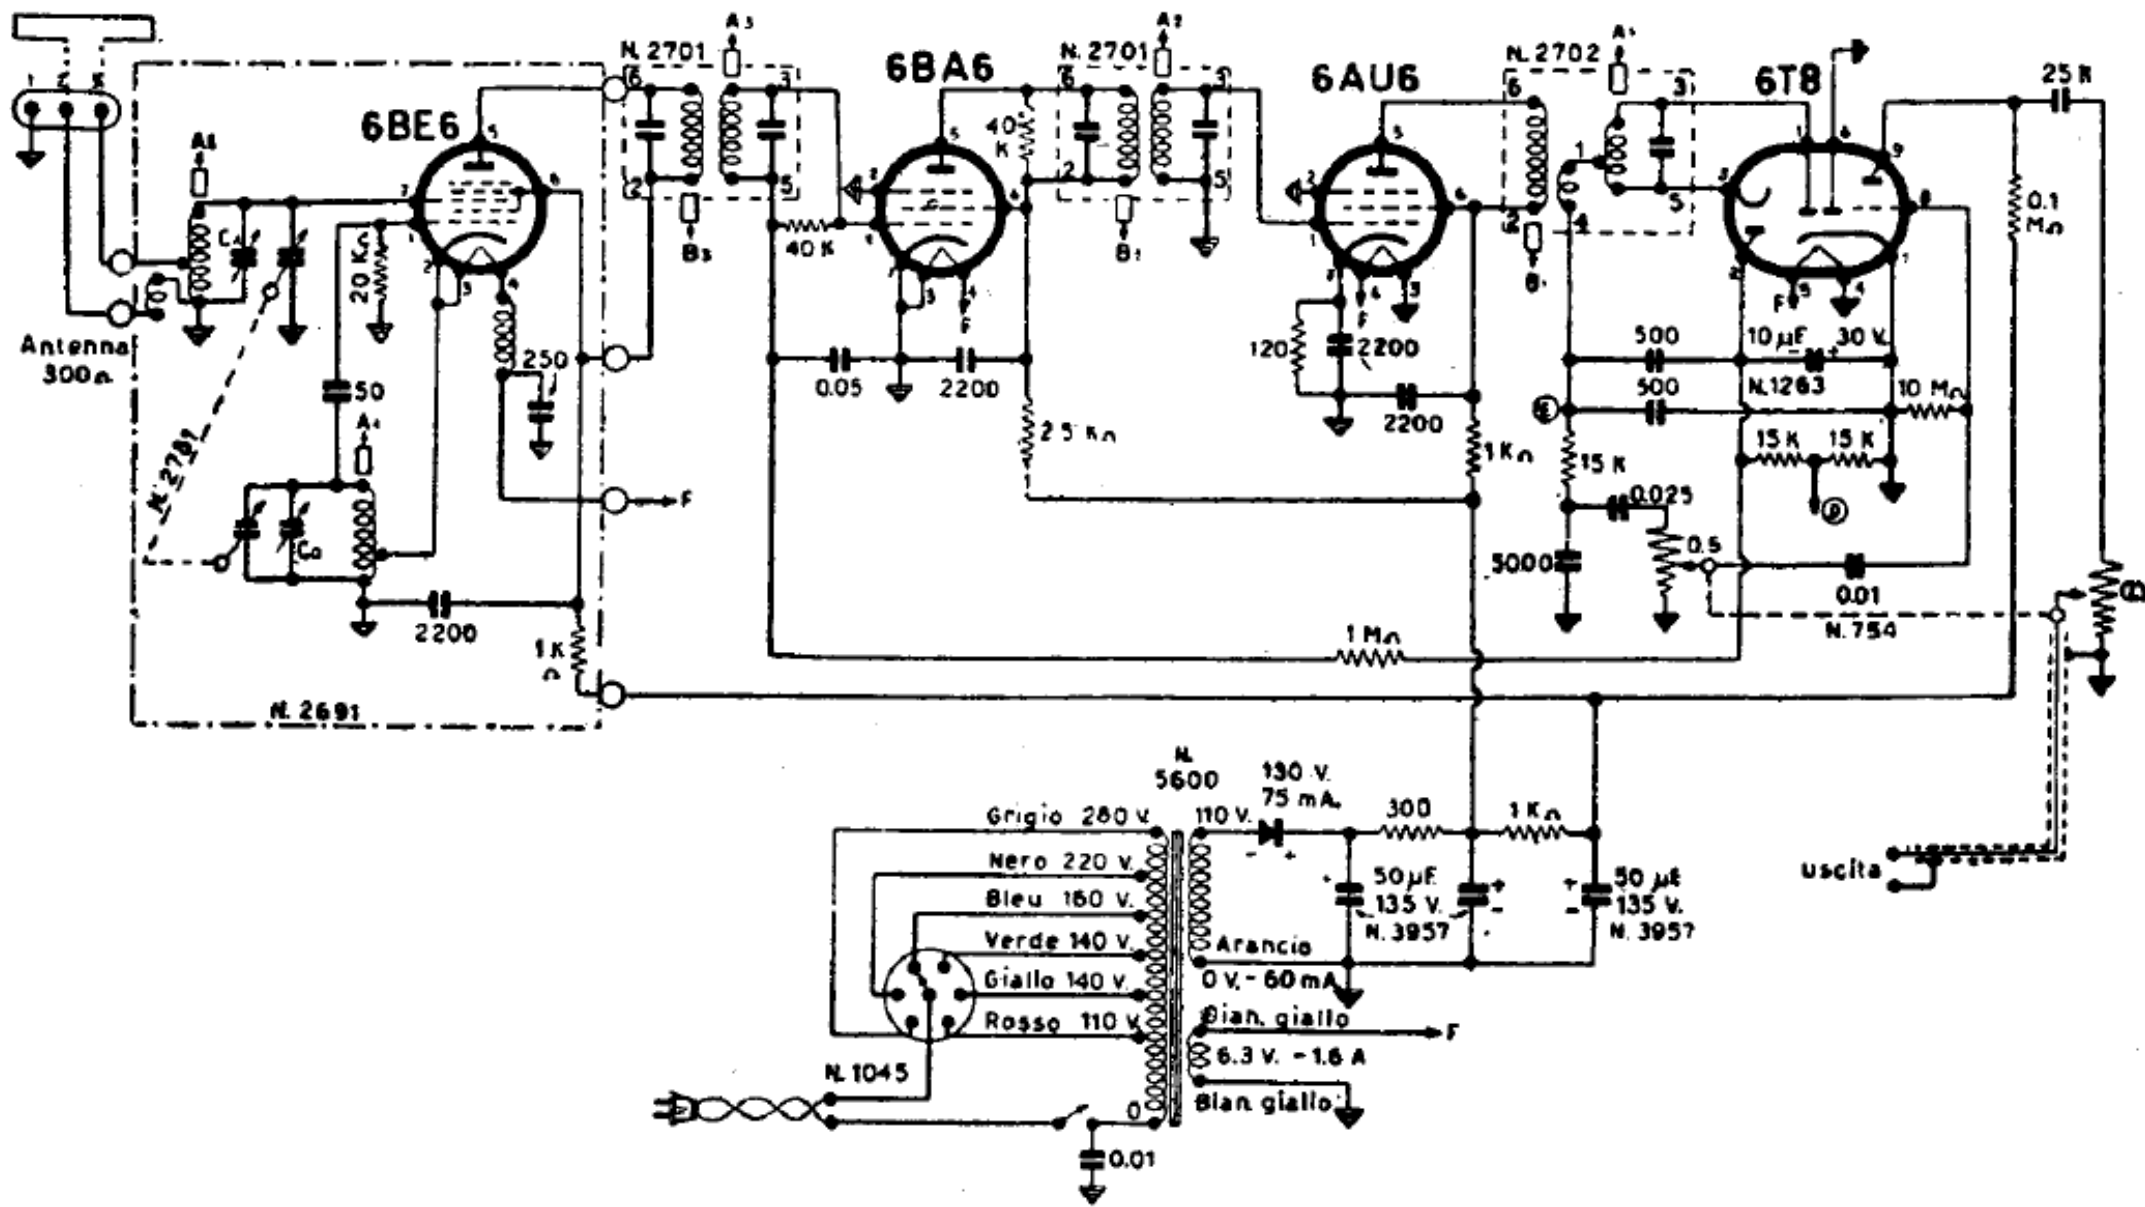 A3
A2
N.2701
N.2701
N.2702
6BE6
6BA6
6AU6
6T8
25 K
40 K
40 K
20 KΩ
0.1 MΩ
B3
Antenna 300Ω
250
50
0.05
2200
120
2200
2200
500
10 µF 30 V.
N.1263
500
10 MΩ
25 KΩ
1 KΩ
15 K
15 K
15 K
0.025
0.5
5000
0.01
N.754
N.2791
Ca
F
F
F
F
F
2200
1 K Ω
1 MΩ
N.2691
N. 5600
130 V. 75 mA.
300
1 KΩ
Grigio 280 V.
110 V.
Nero 220 V.
Bleu 160 V.
Verde 140 V.
Giallo 140 V.
Rosso 110 V.
50 µF. 135 V.
N.3957
50 µF 135 V.
N.3957
Arancio
0 V. - 60 mA.
Bian. giallo
F
6.3 V. - 1.6 A
Bian. giallo
N.1045
0
0.01
uscita